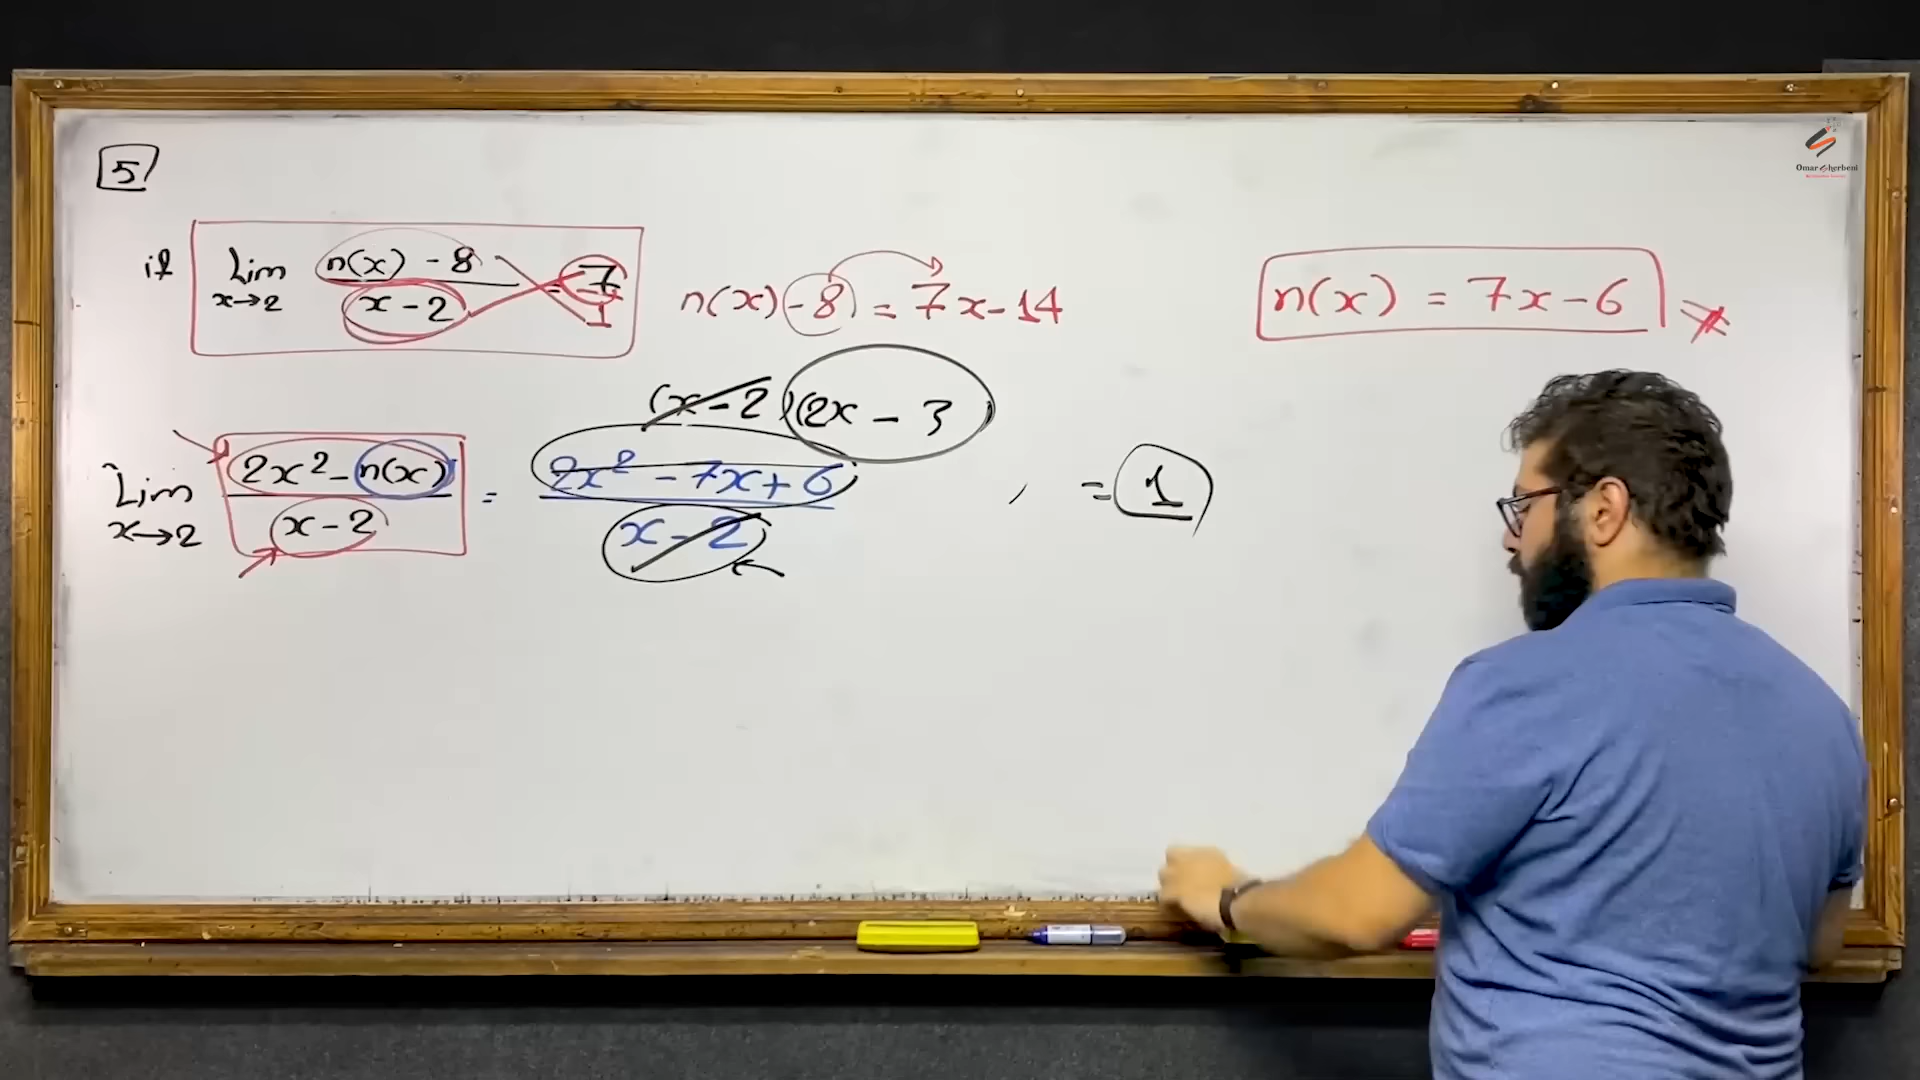 5
if Lim x→2 n(x) - 8 / x - 2 = 7 / 1
n(x) - 8 = 7x - 14
n(x) = 7x - 6
(x - 2)(2x - 3)
Lim x→2 2x² - n(x) / x - 2 = 2x² - 7x + 6 / x - 2 = 1
Omar